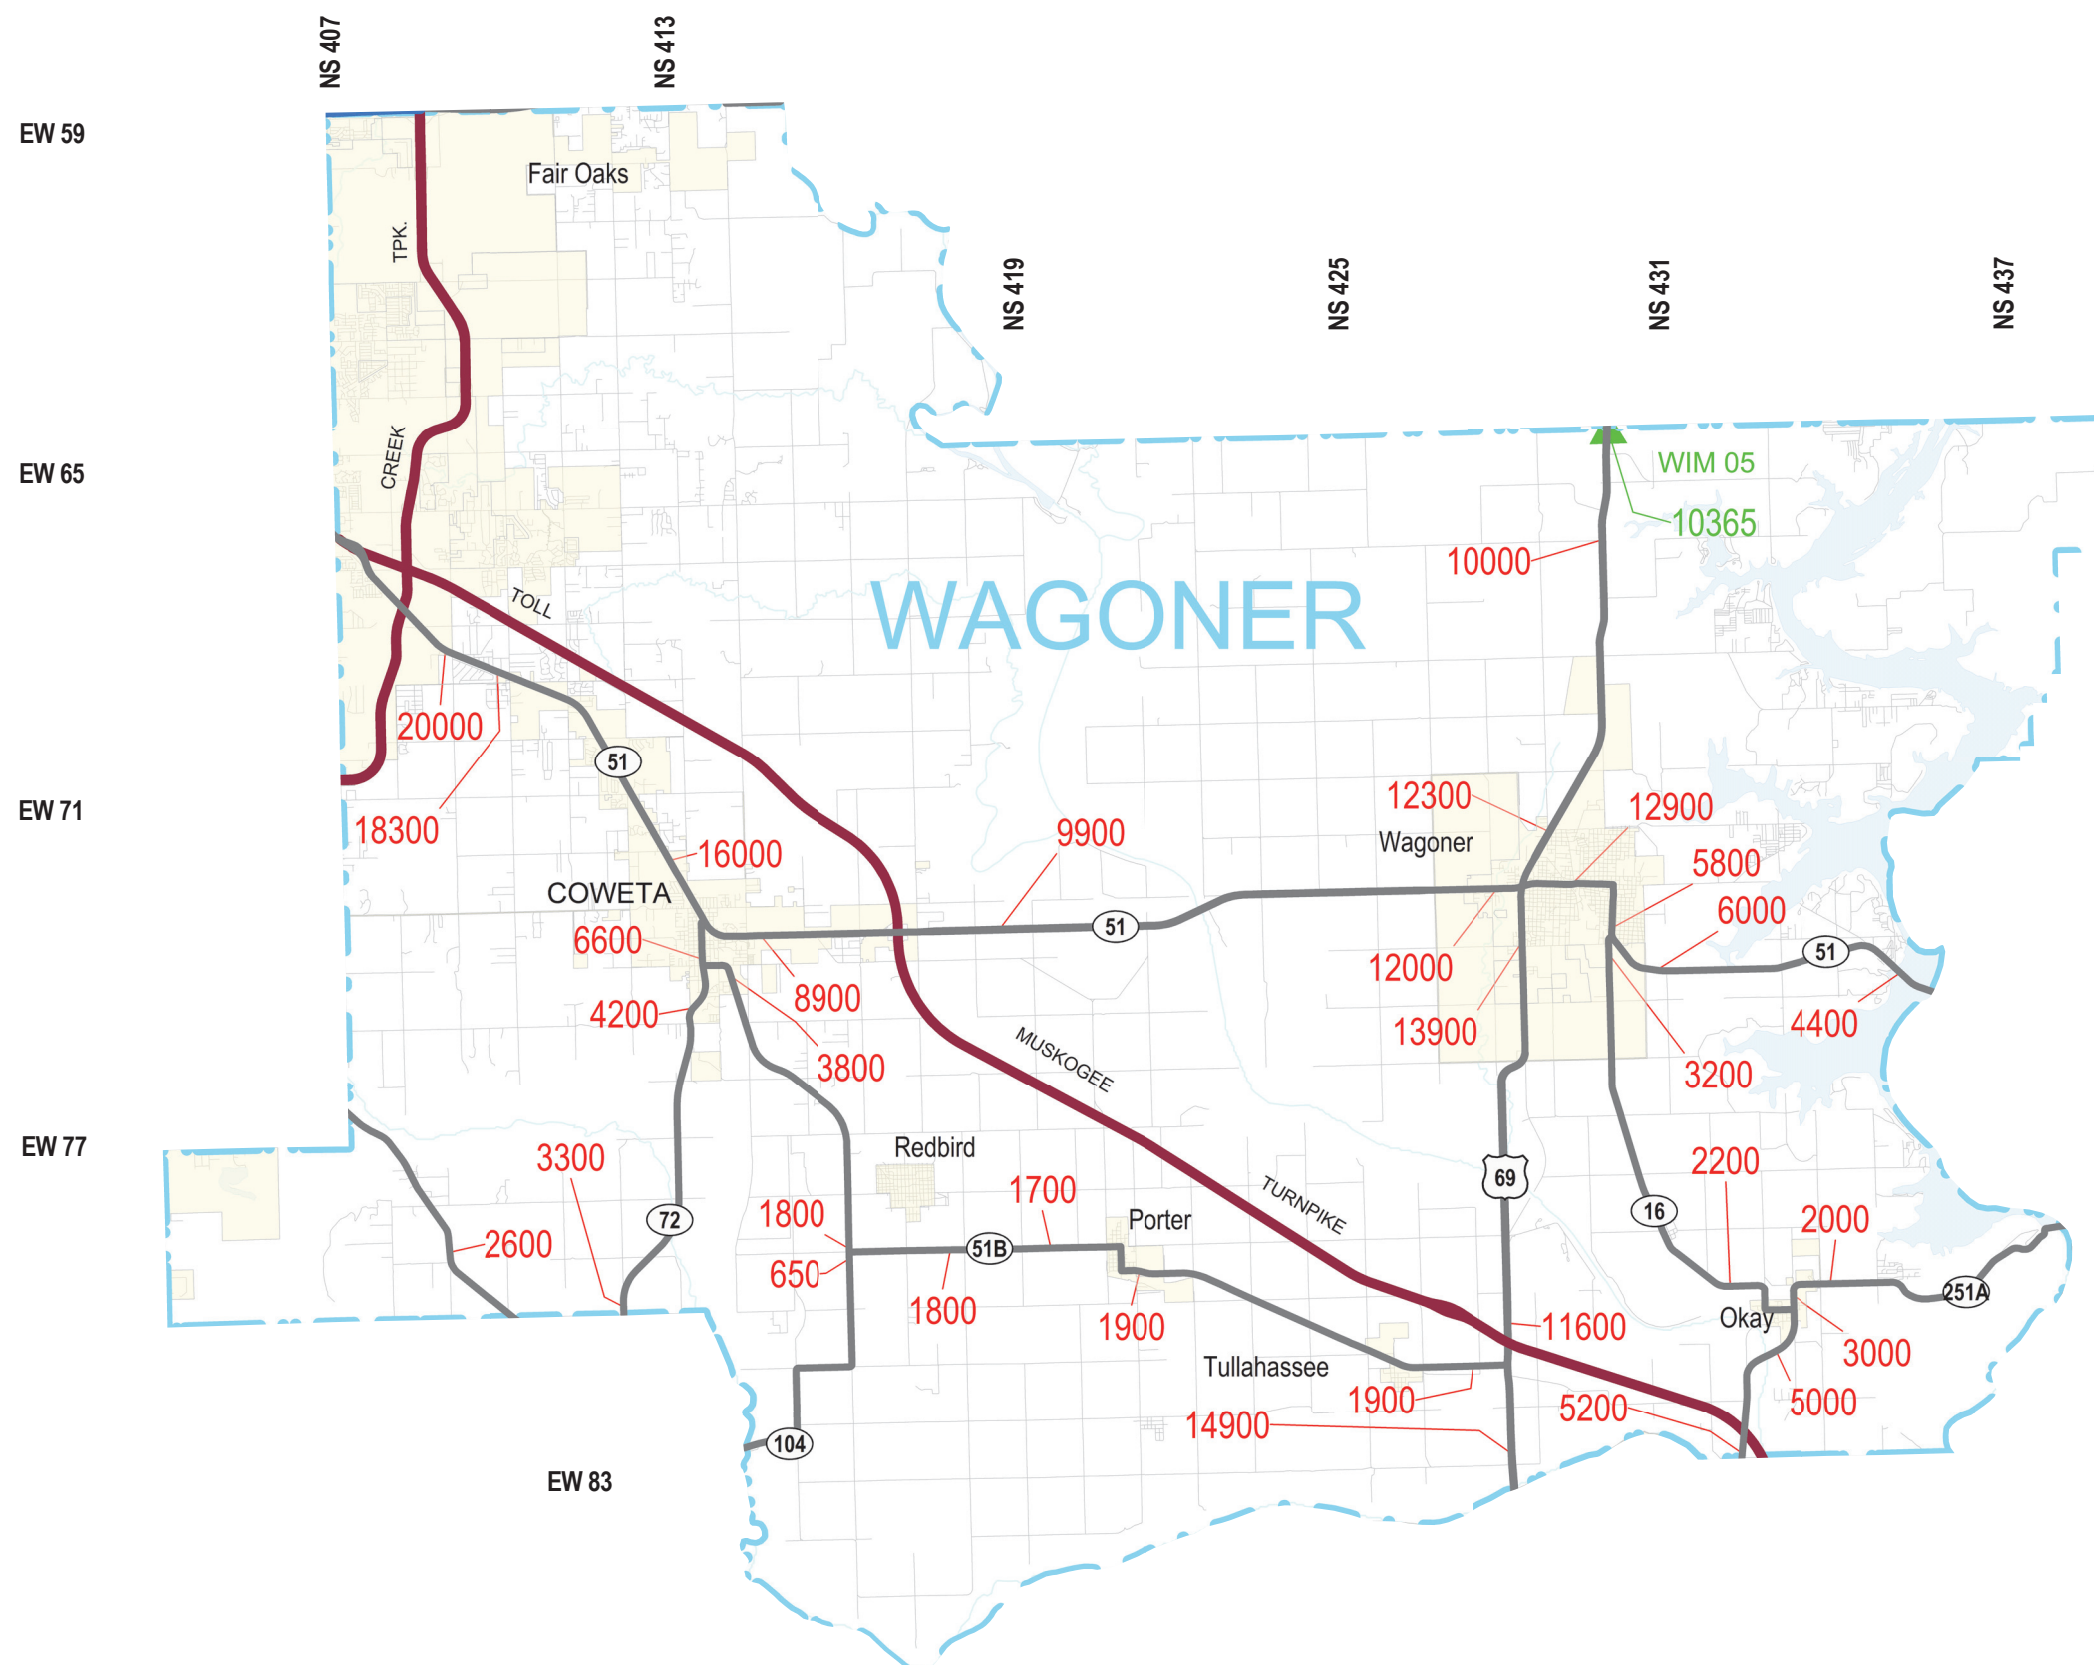 NS 407
NS 413
EW 59
Fair Oaks
TPK.
NS 419
NS 425
NS 431
NS 437
CREEK
EW 65
WIM 05
10365
10000
WAGONER
TOLL
20000
51
12300
12900
EW 71
18300
16000
9900
Wagoner
5800
COWETA
6000
51
6600
12000
51
8900
4200
13900
4400
3800
MUSKOGEE
3200
EW 77
Redbird
3300
2200
69
1700
TURNPIKE
1800
Porter
72
16
2000
2600
51B
650
251A
1800
1900
11600
Okay
3000
Tullahassee
1900
5000
5200
14900
104
EW 83